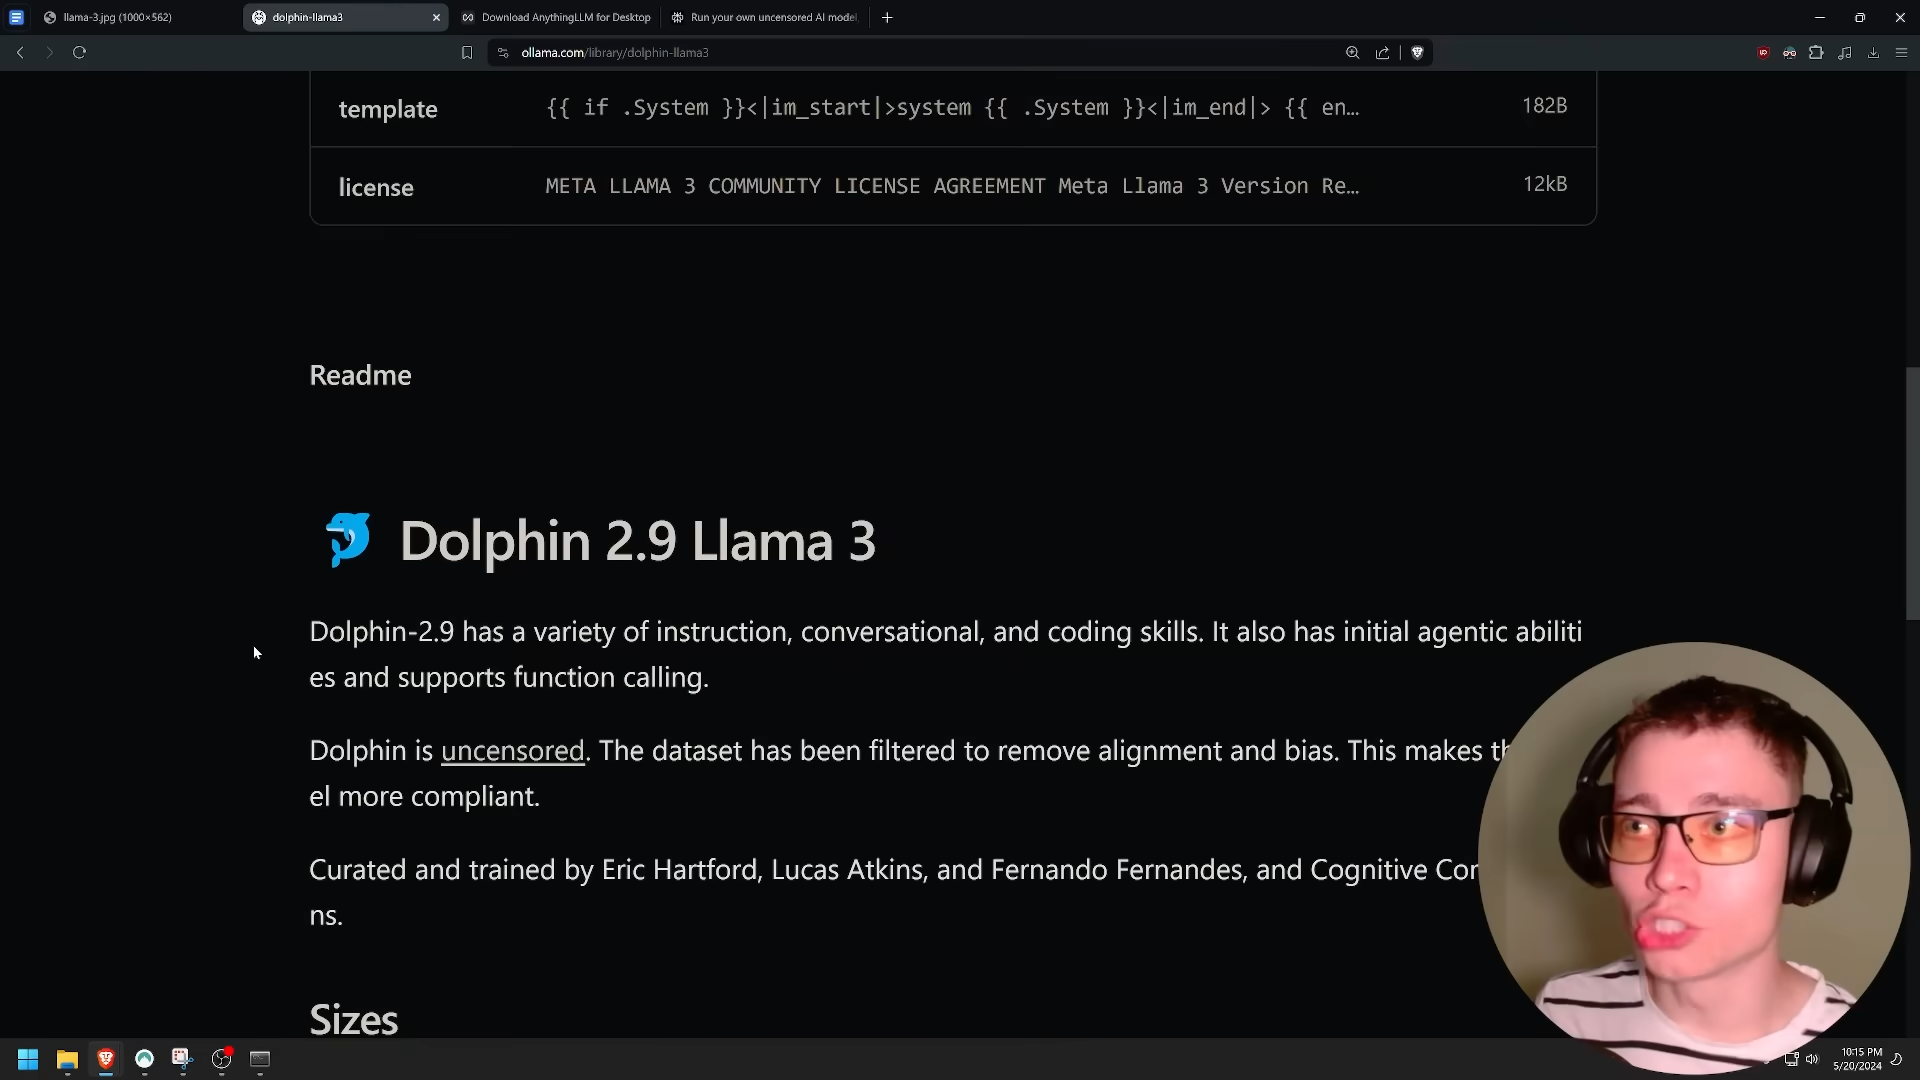 llama-3.jpg (1000×562)
dolphin-llama3
Download AnythingLLM for Desktop
Run your own uncensored AI model
ollama.com/library/dolphin-llama3
template {{ if .System }}<|im_start|>system {{ .System }}<|im_end|> {{ en… 182B
license META LLAMA 3 COMMUNITY LICENSE AGREEMENT Meta Llama 3 Version Re… 12kB
Readme
Dolphin 2.9 Llama 3
Dolphin-2.9 has a variety of instruction, conversational, and coding skills. It also has initial agentic abiliti
es and supports function calling.
Dolphin is uncensored. The dataset has been filtered to remove alignment and bias. This makes
el more compliant.
Curated and trained by Eric Hartford, Lucas Atkins, and Fernando Fernandes, and Cognitive
ns.
Sizes
10:15 PM
5/20/2024